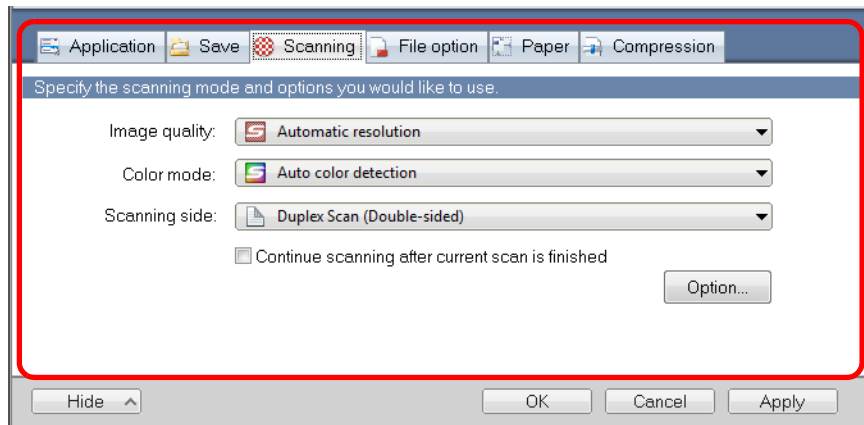 Application Save Scanning File option Paper Compression
Specify the scanning mode and options you would like to use.
Image quality: Automatic resolution
Color mode: Auto color detection
Scanning side: Duplex Scan (Double-sided)
Continue scanning after current scan is finished
Option...
Hide OK Cancel Apply